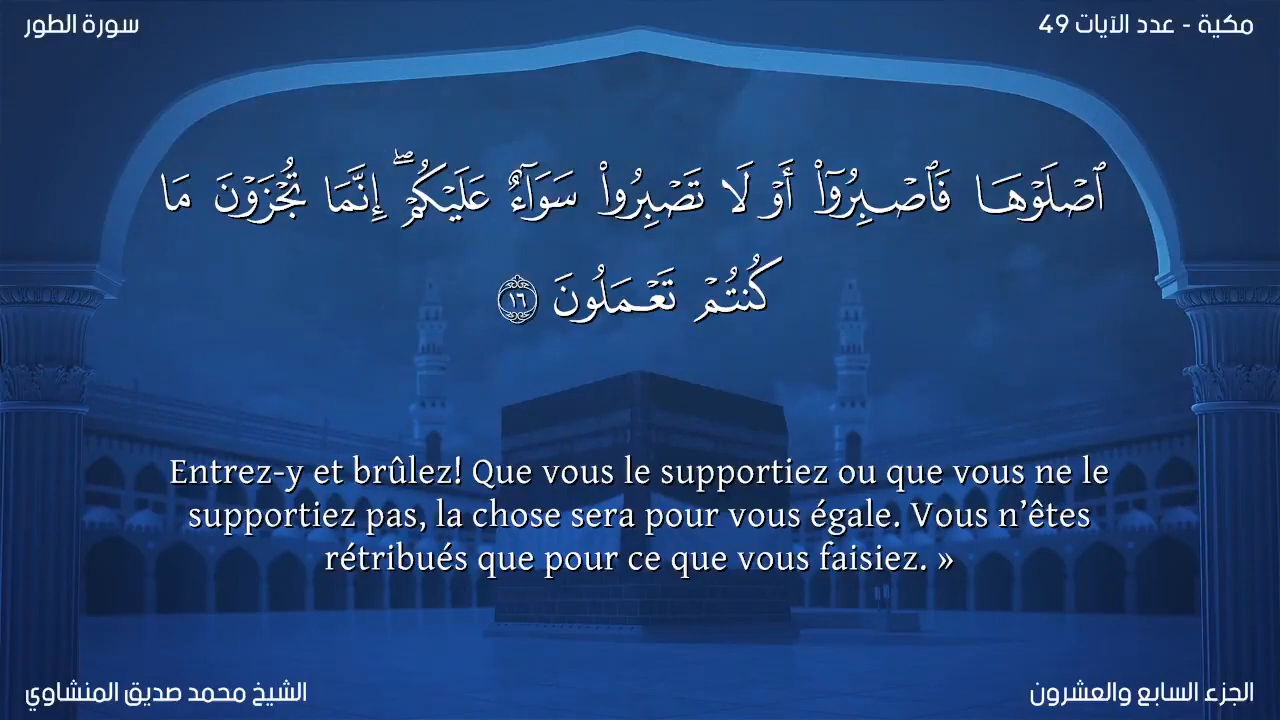 سورة الطور
مكية - عدد الآيات 49
ٱصۡلَوۡهَا فَٱصۡبِرُوٓاْ أَوۡ لَا تَصۡبِرُواْ سَوَآءٌ عَلَيۡكُمۡۖ إِنَّمَا تُجۡزَوۡنَ مَا
كُنتُمۡ تَعۡمَلُونَ ١٦
Entrez-y et brûlez! Que vous le supportiez ou que vous ne le
supportiez pas, la chose sera pour vous égale. Vous n’êtes
rétribués que pour ce que vous faisiez. »
الشيخ محمد صديق المنشاوي
الجزء السابع والعشرون